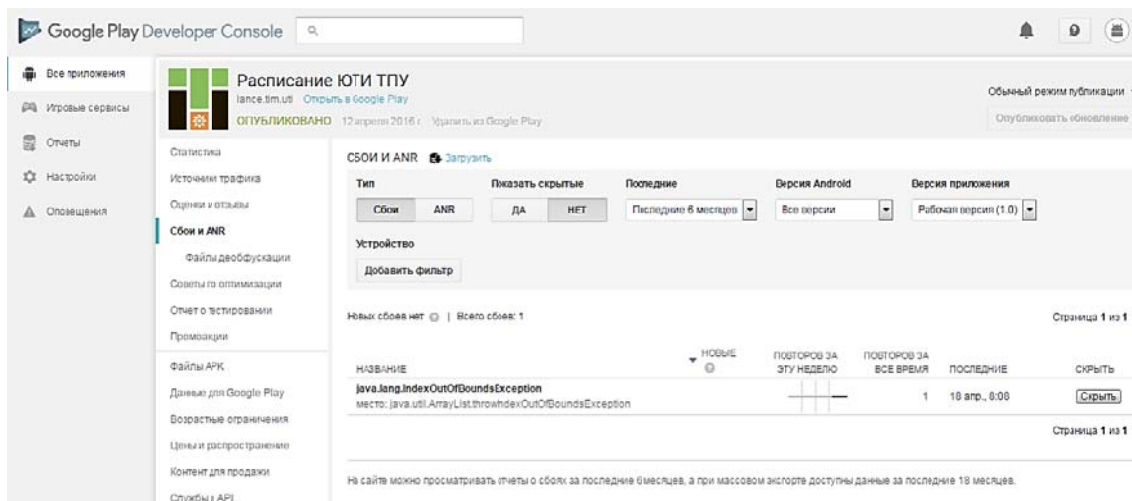 Google Play Developer Console
Все приложения
Игровые сервисы
Отчеты
Настройки
Оповещения
Расписание ЮТИ ТПУ
lance.tim.uti Открыть в Google Play
ОПУБЛИКОВАНО 12 апреля 2016 г. Удалить из Google Play
Обычный режим публикации
Опубликовать обновление
Статистика
Источники трафика
Оценки и отзывы
Сбои и ANR
Файлы деобфускации
Советы по оптимизации
Отчет о тестировании
Промоакции
Файлы APK
Данные для Google Play
Возрастные ограничения
Цены и распространение
Контент для продажи
Службы и API
СБОИ И ANR Загрузить
Тип Показать скрытые Последние Версия Android Версия приложения
Сбои ANR ДА НЕТ Последние 6 месяцев Все версии Рабочая версия (1.0)
Устройство
Добавить фильтр
Новых сбоев нет | Всего сбоев: 1 Страница 1 из 1
НАЗВАНИЕ НОВЫЕ ПОВТОРОВ ЗА ЭТУ НЕДЕЛЮ ПОВТОРОВ ЗА ВСЕ ВРЕМЯ ПОСЛЕДНИЕ СКРЫТЬ
java.lang.IndexOutOfBoundsException
место: java.util.ArrayList.throwIndexOutOfBoundsException 1 18 апр., 8:08 Скрыть
Страница 1 из 1
На сайте можно просматривать отчеты о сбоях за последние 6 месяцев, а при массовом экспорте доступны данные за последние 18 месяцев.